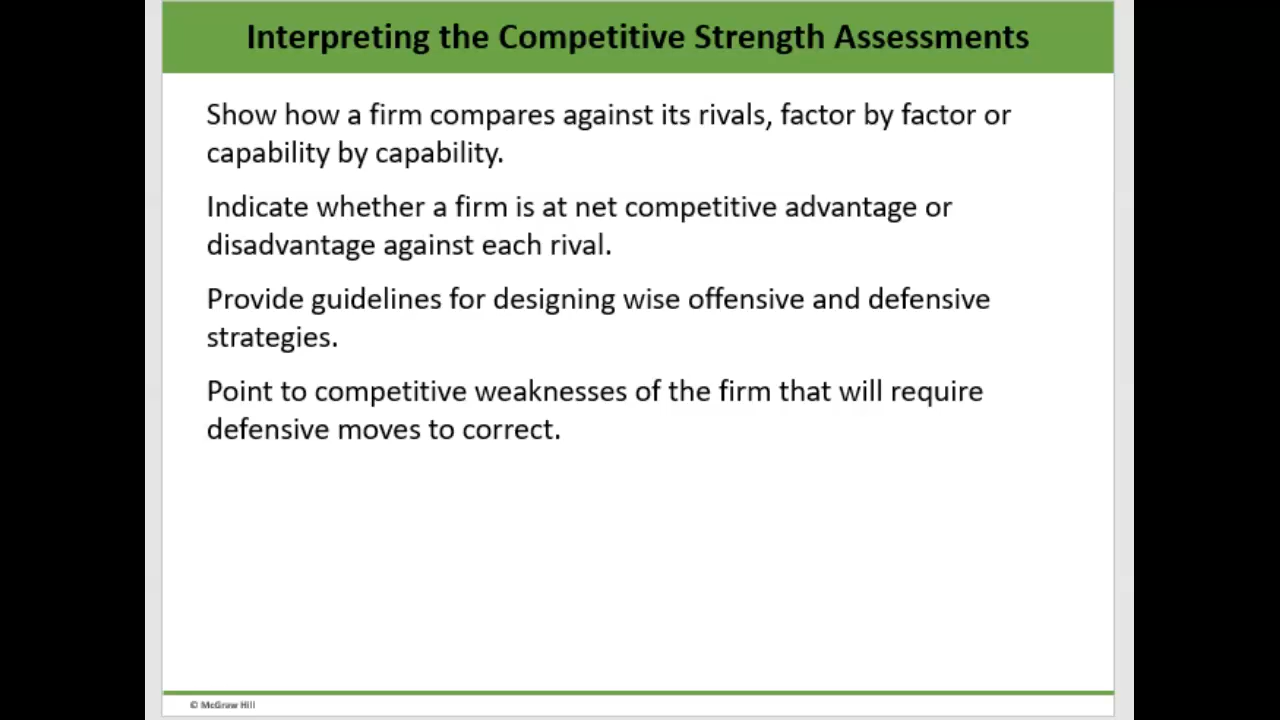 Interpreting the Competitive Strength Assessments
Show how a firm compares against its rivals, factor by factor or
capability by capability.
Indicate whether a firm is at net competitive advantage or
disadvantage against each rival.
Provide guidelines for designing wise offensive and defensive
strategies.
Point to competitive weaknesses of the firm that will require
defensive moves to correct.
© McGraw Hill